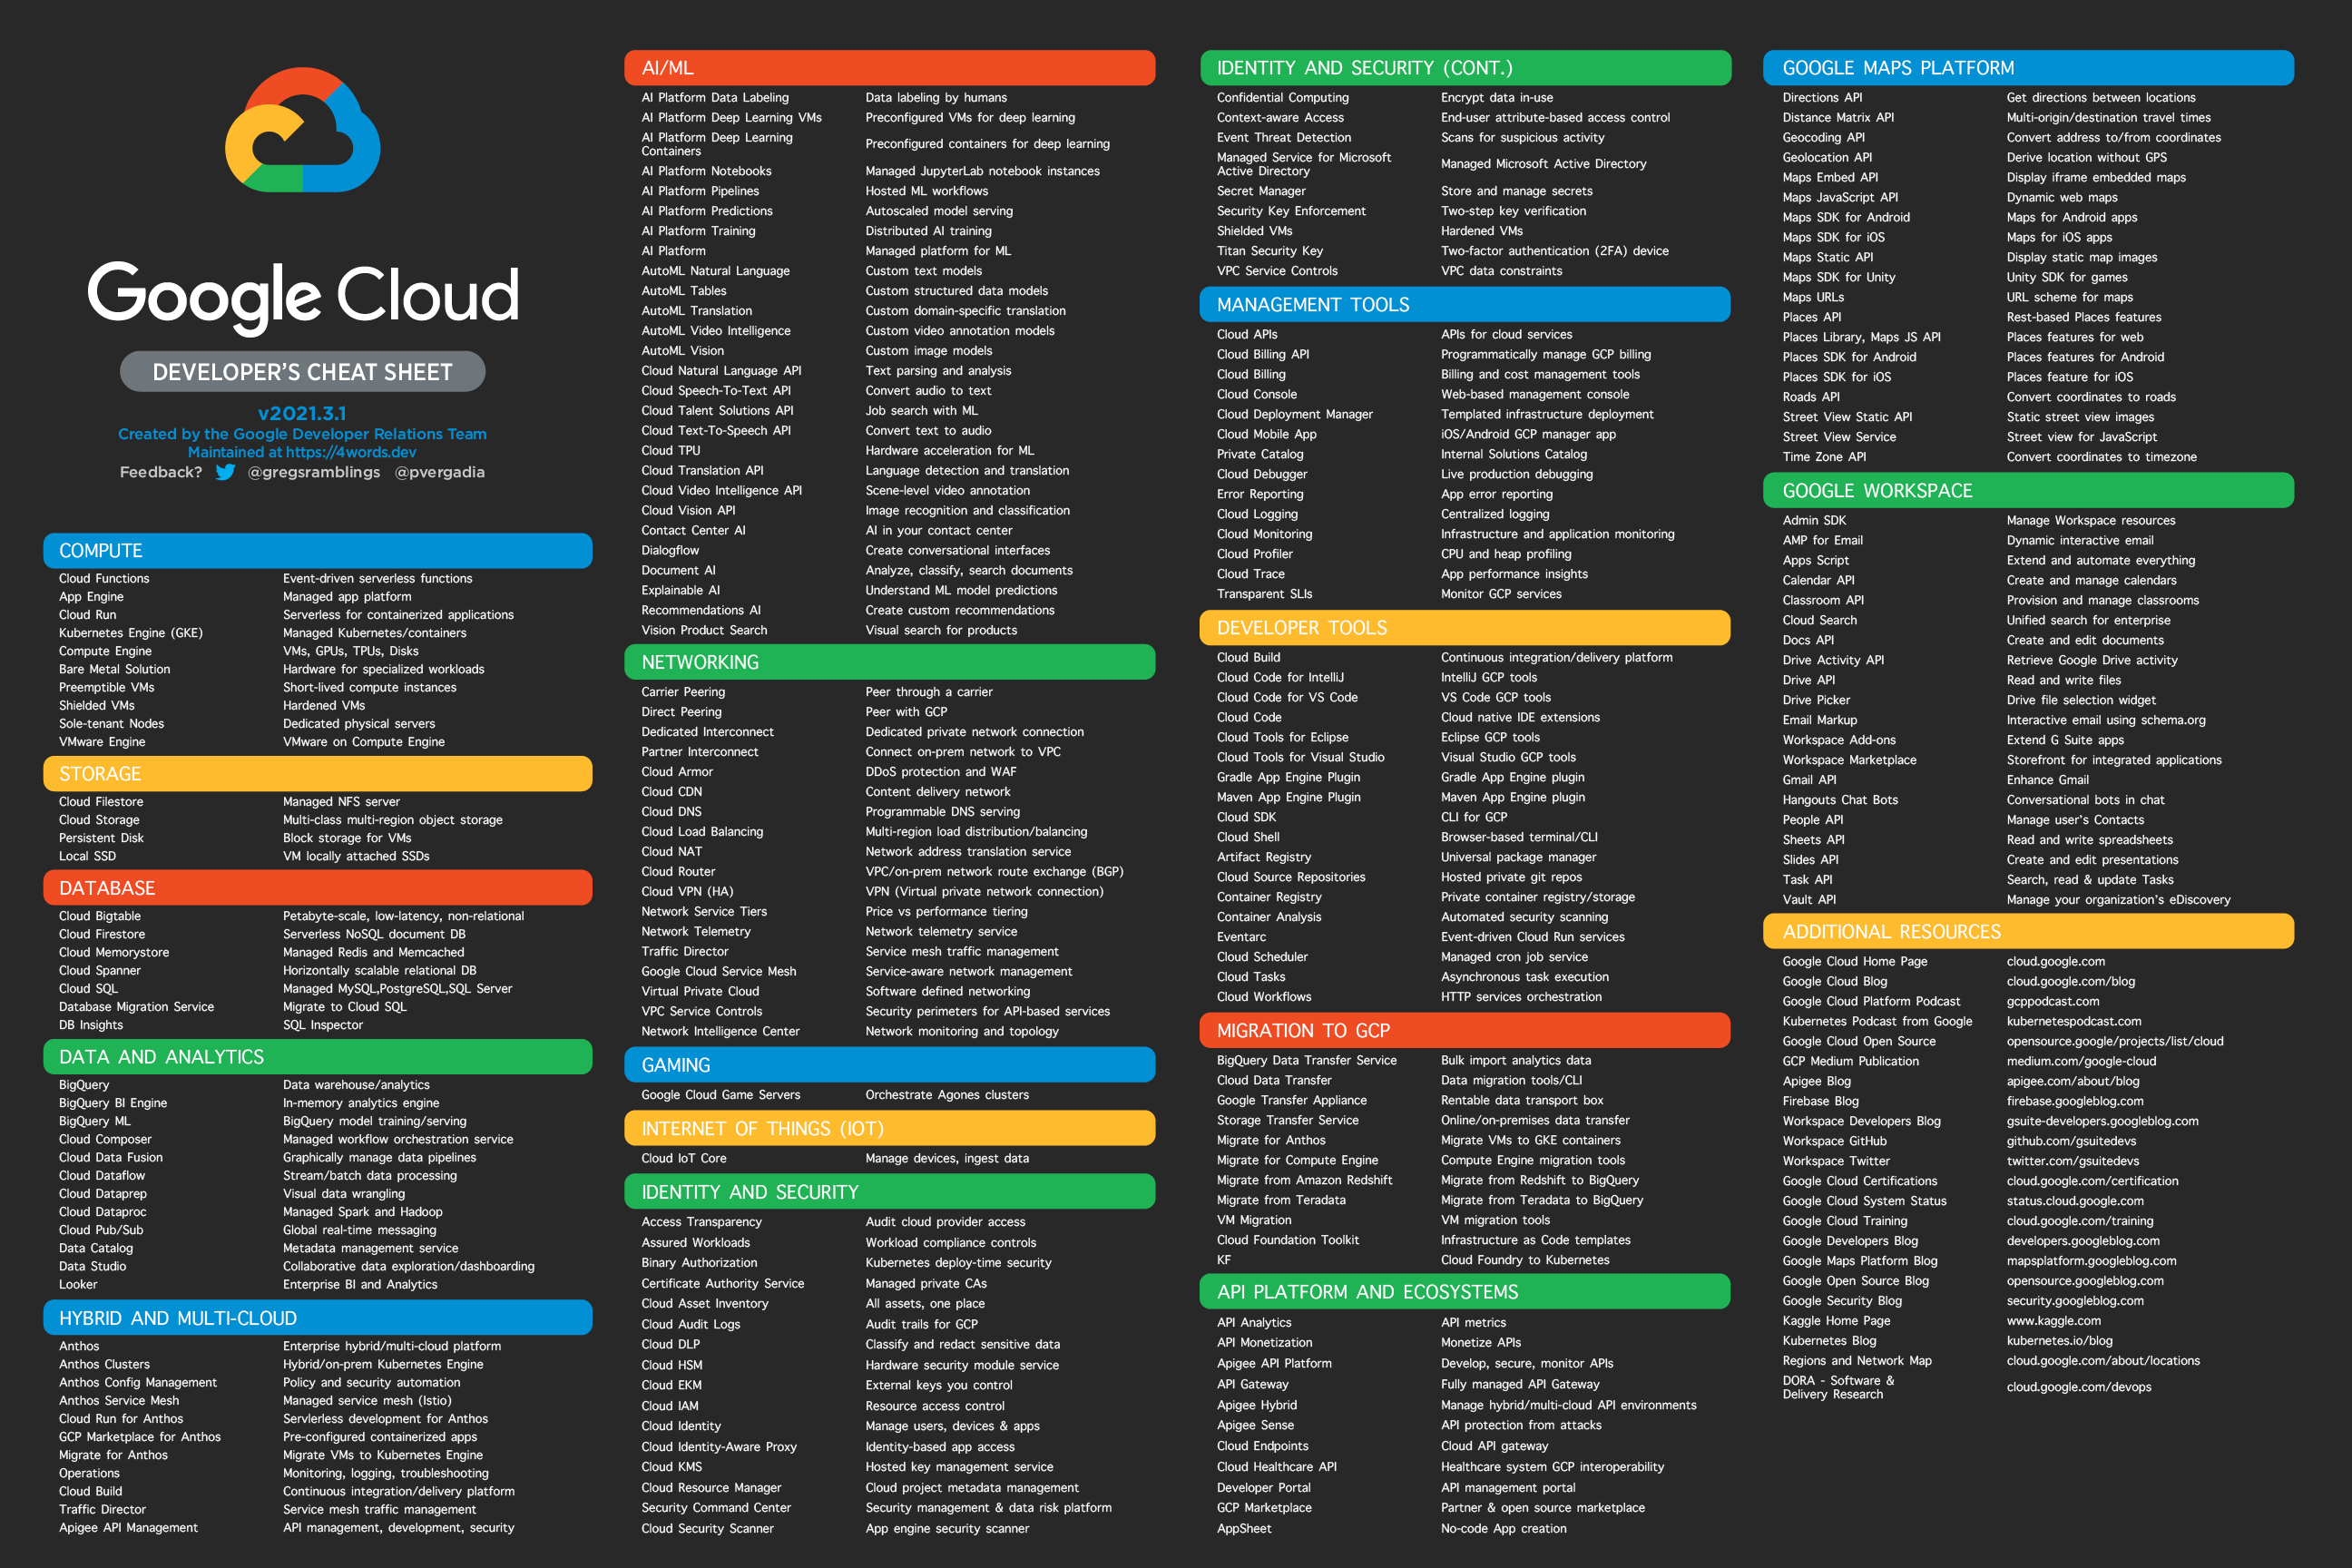 Google Cloud
DEVELOPER'S CHEAT SHEET
v2021.3.1
Created by the Google Developer Relations Team
Maintained at https://4words.dev
Feedback? @gregsramblings @pvergadia
COMPUTE
Cloud Functions Event-driven serverless functions
App Engine Managed app platform
Cloud Run Serverless for containerized applications
Kubernetes Engine (GKE) Managed Kubernetes/containers
Compute Engine VMs, GPUs, TPUs, Disks
Bare Metal Solution Hardware for specialized workloads
Preemptible VMs Short-lived compute instances
Shielded VMs Hardened VMs
Sole-tenant Nodes Dedicated physical servers
VMware Engine VMware on Compute Engine
STORAGE
Cloud Filestore Managed NFS server
Cloud Storage Multi-class multi-region object storage
Persistent Disk Block storage for VMs
Local SSD VM locally attached SSDs
DATABASE
Cloud Bigtable Petabyte-scale, low-latency, non-relational
Cloud Firestore Serverless NoSQL document DB
Cloud Memorystore Managed Redis and Memcached
Cloud Spanner Horizontally scalable relational DB
Cloud SQL Managed MySQL,PostgreSQL,SQL Server
Database Migration Service Migrate to Cloud SQL
DB Insights SQL Inspector
DATA AND ANALYTICS
BigQuery Data warehouse/analytics
BigQuery BI Engine In-memory analytics engine
BigQuery ML BigQuery model training/serving
Cloud Composer Managed workflow orchestration service
Cloud Data Fusion Graphically manage data pipelines
Cloud Dataflow Stream/batch data processing
Cloud Dataprep Visual data wrangling
Cloud Dataproc Managed Spark and Hadoop
Cloud Pub/Sub Global real-time messaging
Data Catalog Metadata management service
Data Studio Collaborative data exploration/dashboarding
Looker Enterprise BI and Analytics
HYBRID AND MULTI-CLOUD
Anthos Enterprise hybrid/multi-cloud platform
Anthos Clusters Hybrid/on-prem Kubernetes Engine
Anthos Config Management Policy and security automation
Anthos Service Mesh Managed service mesh (Istio)
Cloud Run for Anthos Servlerless development for Anthos
GCP Marketplace for Anthos Pre-configured containerized apps
Migrate for Anthos Migrate VMs to Kubernetes Engine
Operations Monitoring, logging, troubleshooting
Cloud Build Continuous integration/delivery platform
Traffic Director Service mesh traffic management
Apigee API Management API management, development, security
AI/ML
AI Platform Data Labeling Data labeling by humans
AI Platform Deep Learning VMs Preconfigured VMs for deep learning
AI Platform Deep Learning
Containers Preconfigured containers for deep learning
AI Platform Notebooks Managed JupyterLab notebook instances
AI Platform Pipelines Hosted ML workflows
AI Platform Predictions Autoscaled model serving
AI Platform Training Distributed AI training
AI Platform Managed platform for ML
AutoML Natural Language Custom text models
AutoML Tables Custom structured data models
AutoML Translation Custom domain-specific translation
AutoML Video Intelligence Custom video annotation models
AutoML Vision Custom image models
Cloud Natural Language API Text parsing and analysis
Cloud Speech-To-Text API Convert audio to text
Cloud Talent Solutions API Job search with ML
Cloud Text-To-Speech API Convert text to audio
Cloud TPU Hardware acceleration for ML
Cloud Translation API Language detection and translation
Cloud Video Intelligence API Scene-level video annotation
Cloud Vision API Image recognition and classification
Contact Center AI AI in your contact center
Dialogflow Create conversational interfaces
Document AI Analyze, classify, search documents
Explainable AI Understand ML model predictions
Recommendations AI Create custom recommendations
Vision Product Search Visual search for products
NETWORKING
Carrier Peering Peer through a carrier
Direct Peering Peer with GCP
Dedicated Interconnect Dedicated private network connection
Partner Interconnect Connect on-prem network to VPC
Cloud Armor DDoS protection and WAF
Cloud CDN Content delivery network
Cloud DNS Programmable DNS serving
Cloud Load Balancing Multi-region load distribution/balancing
Cloud NAT Network address translation service
Cloud Router VPC/on-prem network route exchange (BGP)
Cloud VPN (HA) VPN (Virtual private network connection)
Network Service Tiers Price vs performance tiering
Network Telemetry Network telemetry service
Traffic Director Service mesh traffic management
Google Cloud Service Mesh Service-aware network management
Virtual Private Cloud Software defined networking
VPC Service Controls Security perimeters for API-based services
Network Intelligence Center Network monitoring and topology
GAMING
Google Cloud Game Servers Orchestrate Agones clusters
INTERNET OF THINGS (IOT)
Cloud IoT Core Manage devices, ingest data
IDENTITY AND SECURITY
Access Transparency Audit cloud provider access
Assured Workloads Workload compliance controls
Binary Authorization Kubernetes deploy-time security
Certificate Authority Service Managed private CAs
Cloud Asset Inventory All assets, one place
Cloud Audit Logs Audit trails for GCP
Cloud DLP Classify and redact sensitive data
Cloud HSM Hardware security module service
Cloud EKM External keys you control
Cloud IAM Resource access control
Cloud Identity Manage users, devices & apps
Cloud Identity-Aware Proxy Identity-based app access
Cloud KMS Hosted key management service
Cloud Resource Manager Cloud project metadata management
Security Command Center Security management & data risk platform
Cloud Security Scanner App engine security scanner
IDENTITY AND SECURITY (CONT.)
Confidential Computing Encrypt data in-use
Context-aware Access End-user attribute-based access control
Event Threat Detection Scans for suspicious activity
Managed Service for Microsoft
Active Directory Managed Microsoft Active Directory
Secret Manager Store and manage secrets
Security Key Enforcement Two-step key verification
Shielded VMs Hardened VMs
Titan Security Key Two-factor authentication (2FA) device
VPC Service Controls VPC data constraints
MANAGEMENT TOOLS
Cloud APIs APIs for cloud services
Cloud Billing API Programmatically manage GCP billing
Cloud Billing Billing and cost management tools
Cloud Console Web-based management console
Cloud Deployment Manager Templated infrastructure deployment
Cloud Mobile App iOS/Android GCP manager app
Private Catalog Internal Solutions Catalog
Cloud Debugger Live production debugging
Error Reporting App error reporting
Cloud Logging Centralized logging
Cloud Monitoring Infrastructure and application monitoring
Cloud Profiler CPU and heap profiling
Cloud Trace App performance insights
Transparent SLIs Monitor GCP services
DEVELOPER TOOLS
Cloud Build Continuous integration/delivery platform
Cloud Code for IntelliJ IntelliJ GCP tools
Cloud Code for VS Code VS Code GCP tools
Cloud Code Cloud native IDE extensions
Cloud Tools for Eclipse Eclipse GCP tools
Cloud Tools for Visual Studio Visual Studio GCP tools
Gradle App Engine Plugin Gradle App Engine plugin
Maven App Engine Plugin Maven App Engine plugin
Cloud SDK CLI for GCP
Cloud Shell Browser-based terminal/CLI
Artifact Registry Universal package manager
Cloud Source Repositories Hosted private git repos
Container Registry Private container registry/storage
Container Analysis Automated security scanning
Eventarc Event-driven Cloud Run services
Cloud Scheduler Managed cron job service
Cloud Tasks Asynchronous task execution
Cloud Workflows HTTP services orchestration
MIGRATION TO GCP
BigQuery Data Transfer Service Bulk import analytics data
Cloud Data Transfer Data migration tools/CLI
Google Transfer Appliance Rentable data transport box
Storage Transfer Service Online/on-premises data transfer
Migrate for Anthos Migrate VMs to GKE containers
Migrate for Compute Engine Compute Engine migration tools
Migrate from Amazon Redshift Migrate from Redshift to BigQuery
Migrate from Teradata Migrate from Teradata to BigQuery
VM Migration VM migration tools
Cloud Foundation Toolkit Infrastructure as Code templates
KF Cloud Foundry to Kubernetes
API PLATFORM AND ECOSYSTEMS
API Analytics API metrics
API Monetization Monetize APIs
Apigee API Platform Develop, secure, monitor APIs
API Gateway Fully managed API Gateway
Apigee Hybrid Manage hybrid/multi-cloud API environments
Apigee Sense API protection from attacks
Cloud Endpoints Cloud API gateway
Cloud Healthcare API Healthcare system GCP interoperability
Developer Portal API management portal
GCP Marketplace Partner & open source marketplace
AppSheet No-code App creation
GOOGLE MAPS PLATFORM
Directions API Get directions between locations
Distance Matrix API Multi-origin/destination travel times
Geocoding API Convert address to/from coordinates
Geolocation API Derive location without GPS
Maps Embed API Display iframe embedded maps
Maps JavaScript API Dynamic web maps
Maps SDK for Android Maps for Android apps
Maps SDK for iOS Maps for iOS apps
Maps Static API Display static map images
Maps SDK for Unity Unity SDK for games
Maps URLs URL scheme for maps
Places API Rest-based Places features
Places Library, Maps JS API Places features for web
Places SDK for Android Places features for Android
Places SDK for iOS Places feature for iOS
Roads API Convert coordinates to roads
Street View Static API Static street view images
Street View Service Street view for JavaScript
Time Zone API Convert coordinates to timezone
GOOGLE WORKSPACE
Admin SDK Manage Workspace resources
AMP for Email Dynamic interactive email
Apps Script Extend and automate everything
Calendar API Create and manage calendars
Classroom API Provision and manage classrooms
Cloud Search Unified search for enterprise
Docs API Create and edit documents
Drive Activity API Retrieve Google Drive activity
Drive API Read and write files
Drive Picker Drive file selection widget
Email Markup Interactive email using schema.org
Workspace Add-ons Extend G Suite apps
Workspace Marketplace Storefront for integrated applications
Gmail API Enhance Gmail
Hangouts Chat Bots Conversational bots in chat
People API Manage user's Contacts
Sheets API Read and write spreadsheets
Slides API Create and edit presentations
Task API Search, read & update Tasks
Vault API Manage your organization's eDiscovery
ADDITIONAL RESOURCES
Google Cloud Home Page cloud.google.com
Google Cloud Blog cloud.google.com/blog
Google Cloud Platform Podcast gcppodcast.com
Kubernetes Podcast from Google kubernetespodcast.com
Google Cloud Open Source opensource.google/projects/list/cloud
GCP Medium Publication medium.com/google-cloud
Apigee Blog apigee.com/about/blog
Firebase Blog firebase.googleblog.com
Workspace Developers Blog gsuite-developers.googleblog.com
Workspace GitHub github.com/gsuitedevs
Workspace Twitter twitter.com/gsuitedevs
Google Cloud Certifications cloud.google.com/certification
Google Cloud System Status status.cloud.google.com
Google Cloud Training cloud.google.com/training
Google Developers Blog developers.googleblog.com
Google Maps Platform Blog mapsplatform.googleblog.com
Google Open Source Blog opensource.googleblog.com
Google Security Blog security.googleblog.com
Kaggle Home Page www.kaggle.com
Kubernetes Blog kubernetes.io/blog
Regions and Network Map cloud.google.com/about/locations
DORA - Software &
Delivery Research cloud.google.com/devops